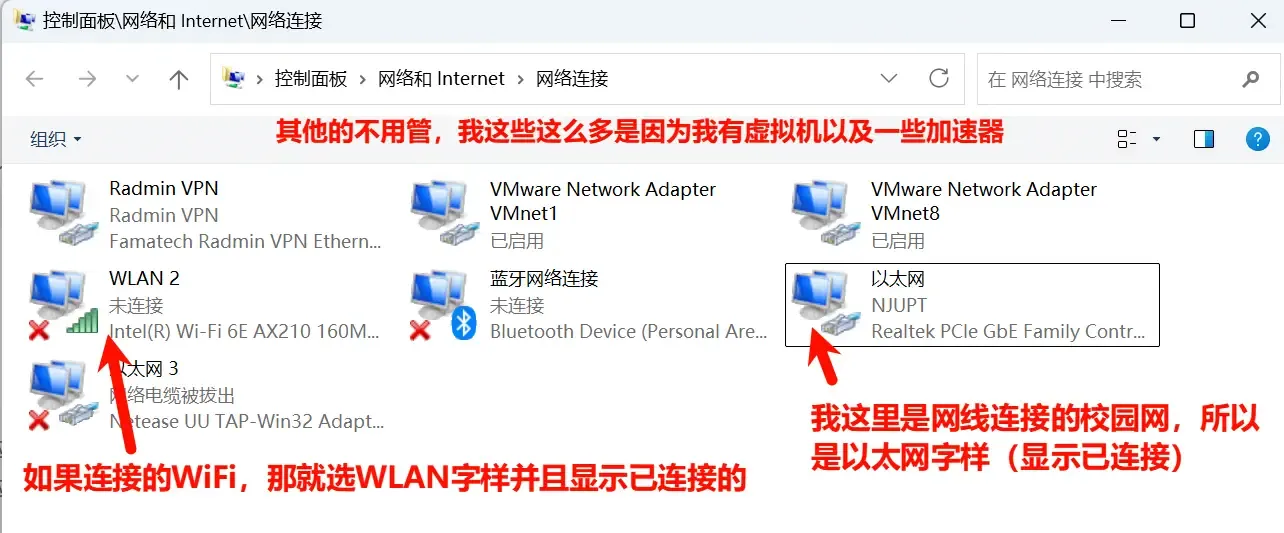 控制面板\网络和 Internet\网络连接
控制面板 › 网络和 Internet › 网络连接
在 网络连接 中搜索
组织
其他的不用管，我这些这么多是因为我有虚拟机以及一些加速器
Radmin VPN
Radmin VPN
Famatech Radmin VPN Ethern...
VMware Network Adapter
VMnet1
已启用
VMware Network Adapter
VMnet8
已启用
WLAN 2
未连接
Intel(R) Wi-Fi 6E AX210 160M...
蓝牙网络连接
未连接
Bluetooth Device (Personal Are...
以太网
NJUPT
Realtek PCIe GbE Family Contr...
以太网 3
网络电缆被拔出
Netease UU TAP-Win32 Adapt...
如果连接的WiFi，那就选WLAN字样并且显示已连接的
我这里是网线连接的校园网，所以
是以太网字样（显示已连接）